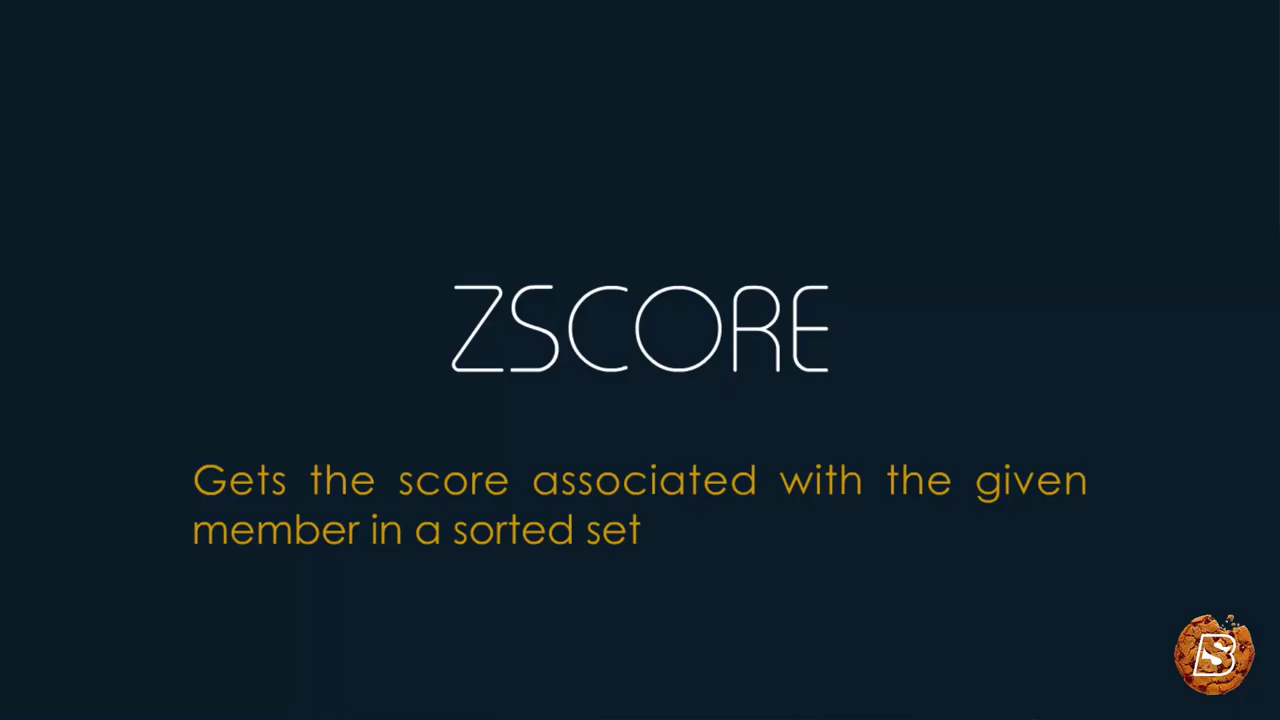 ZSCORE
Gets the score associated with the given
member in a sorted set